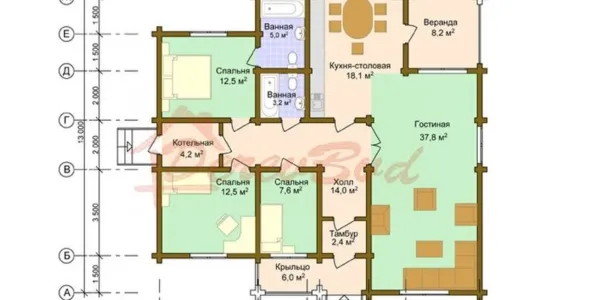 Е
Д
Г
В
Б
А
1.500
2.000
2.000
3.500
1.500
13.000
Ванная
5,0 м²
Веранда
8.2 м²
Спальня
12.5 м²
Кухня-столовая
18.1 м²
Ванная
3,2 м²
Гостиная
37,8 м²
Котельная
4,2 м²
Спальня
12,5 м²
Спальня
7,6 м²
Холл
14,0 м²
Тамбур
2,4 м²
Крыльцо
6,0 м²